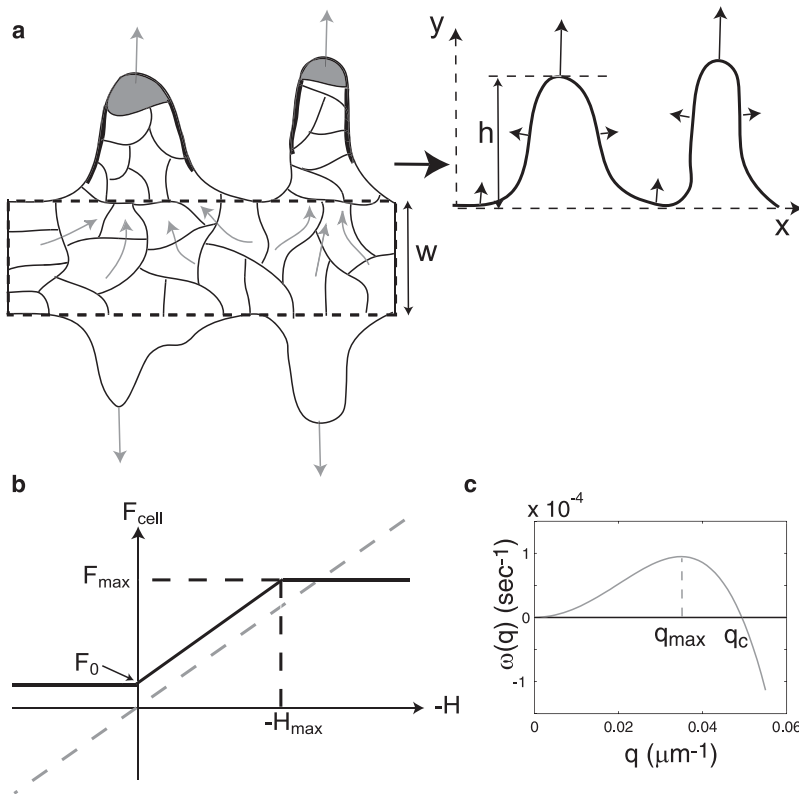 a
y
h
x
w
b
F_cell
F_max
F_0
-H
-H_max
c
x 10^-4
ω(q) (sec^-1)
1
0
-1
q_max
q_c
0
0.02
0.04
0.06
q (μm^-1)